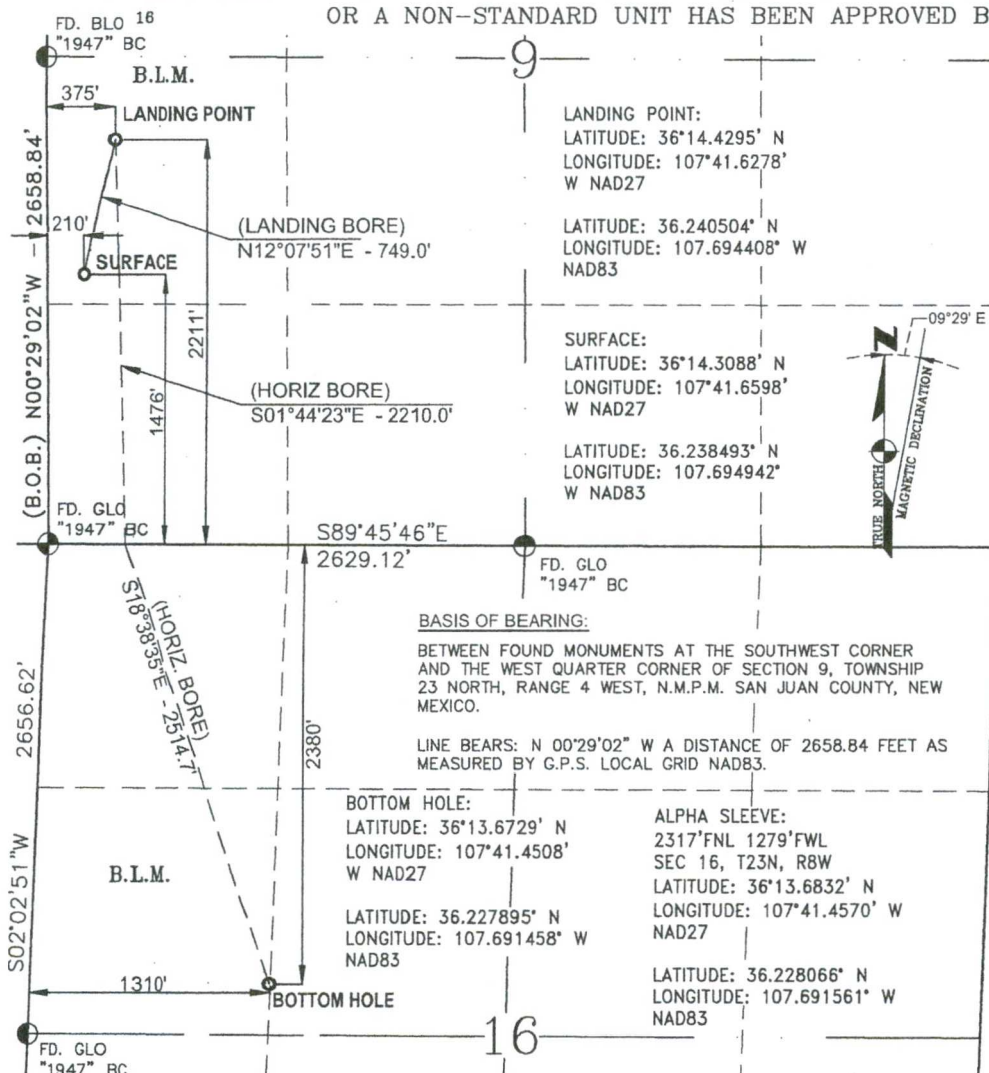 OR A NON-STANDARD UNIT HAS BEEN APPROVED B
FD. BLO 16
"1947" BC
9
B.L.M.
375'
LANDING POINT
LANDING POINT:
LATITUDE: 36°14.4295' N
LONGITUDE: 107°41.6278'
W NAD27
LATITUDE: 36.240504° N
LONGITUDE: 107.694408° W
NAD83
(B.O.B.) N00°29'02"W - 2658.84'
210'
(LANDING BORE)
N12°07'51"E - 749.0'
SURFACE
2211'
1476'
(HORIZ BORE)
S01°44'23"E - 2210.0'
SURFACE:
LATITUDE: 36°14.3088' N
LONGITUDE: 107°41.6598'
W NAD27
LATITUDE: 36.238493° N
LONGITUDE: 107.694942°
W NAD83
09°29' E
N
TRUE NORTH
MAGNETIC DECLINATION
FD. GLO
"1947" BC
S89°45'46"E
2629.12'
FD. GLO
"1947" BC
(HORIZ. BORE)
S18°38'35"E - 2514.7'
2656.62'
S02°02'51"W
2380'
BASIS OF BEARING:
BETWEEN FOUND MONUMENTS AT THE SOUTHWEST CORNER
AND THE WEST QUARTER CORNER OF SECTION 9, TOWNSHIP
23 NORTH, RANGE 4 WEST, N.M.P.M. SAN JUAN COUNTY, NEW
MEXICO.
LINE BEARS: N 00°29'02" W A DISTANCE OF 2658.84 FEET AS
MEASURED BY G.P.S. LOCAL GRID NAD83.
B.L.M.
BOTTOM HOLE:
LATITUDE: 36°13.6729' N
LONGITUDE: 107°41.4508'
W NAD27
LATITUDE: 36.227895° N
LONGITUDE: 107.691458° W
NAD83
ALPHA SLEEVE:
2317'FNL 1279'FWL
SEC 16, T23N, R8W
LATITUDE: 36°13.6832' N
LONGITUDE: 107°41.4570' W
NAD27
LATITUDE: 36.228066° N
LONGITUDE: 107.691561° W
NAD83
1310'
BOTTOM HOLE
16
FD. GLO
"1947" BC